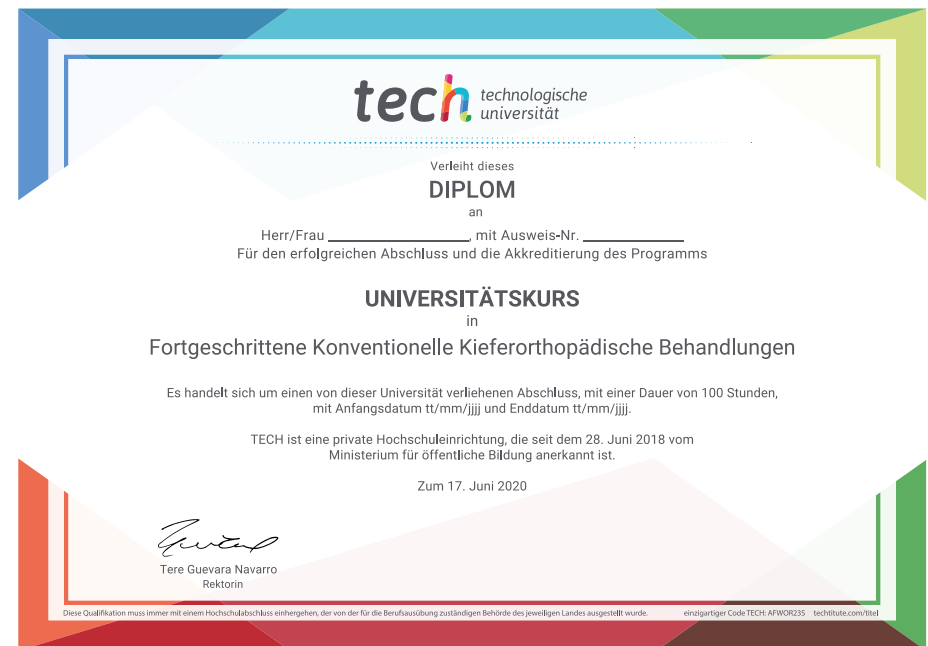 tech technologische
universität
Verleiht dieses
DIPLOM
an
Herr/Frau ____________, mit Ausweis-Nr. ____________
Für den erfolgreichen Abschluss und die Akkreditierung des Programms
UNIVERSITÄTSKURS
in
Fortgeschrittene Konventionelle Kieferorthopädische Behandlungen
Es handelt sich um einen von dieser Universität verliehenen Abschluss, mit einer Dauer von 100 Stunden,
mit Anfangsdatum tt/mm/jjjj und Enddatum tt/mm/jjjj.
TECH ist eine private Hochschuleinrichtung, die seit dem 28. Juni 2018 vom
Ministerium für öffentliche Bildung anerkannt ist.
Zum 17. Juni 2020
Tere Guevara Navarro
Rektorin
Diese Qualifikation muss immer mit einem Hochschulabschluss einhergehen, der von der für die Berufsausübung zuständigen Behörde des jeweiligen Landes ausgestellt wurde. einzigartiger Code TECH: AFWOR23S techtitute.com/titel